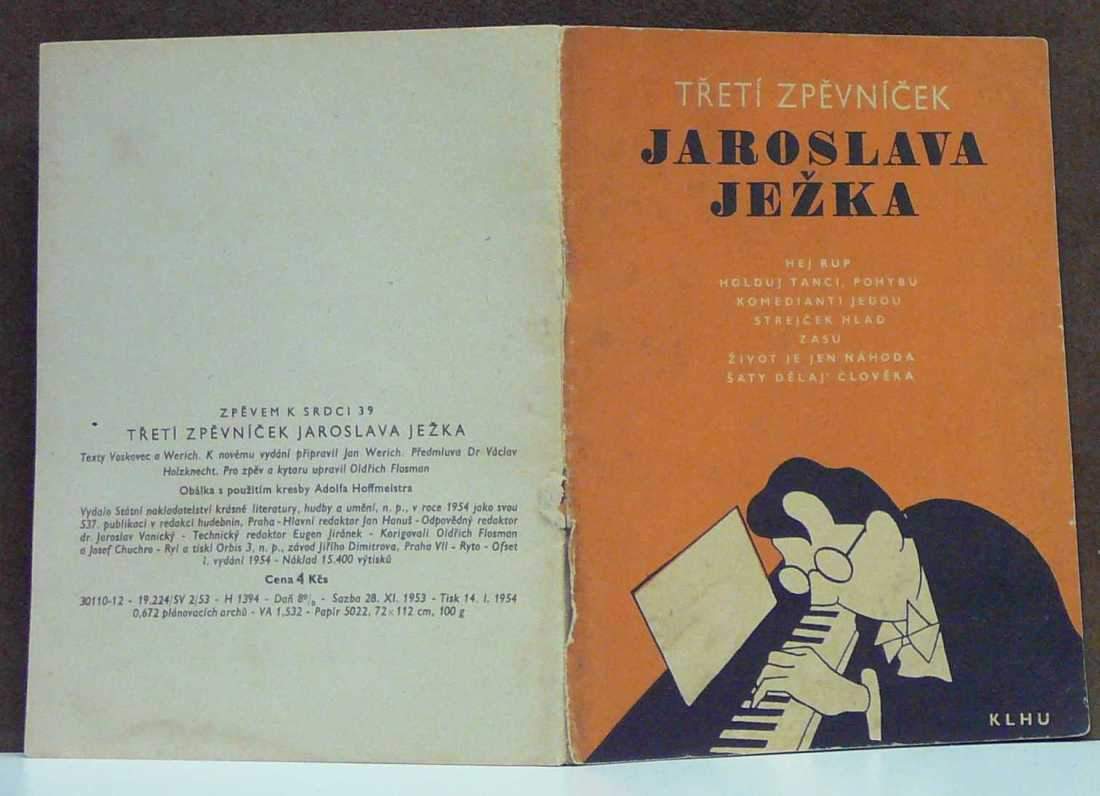 ZPĚVEM K SRDCI 39
TŘETÍ ZPĚVNÍČEK JAROSLAVA JEŽKA
Texty Voskovec a Werich. K novému vydání připravil Jan Werich. Předmluva Dr Václav
Holzknecht. Pro zpěv a kytaru upravil Oldřich Flosman
Obálka s použitím kresby Adolfa Hoffmeistra
Vydalo Státní nakladatelství krásné literatury, hudby a umění, n. p., v roce 1954 jako svou
537. publikaci v redakci hudebnin, Praha - Hlavní redaktor Jan Hanuš - Odpovědný redaktor
dr. Jaroslav Vanický - Technický redaktor Eugen Jiránek - Korigovali Oldřich Flosman
a Josef Chuchro - Ryl a tiskl Orbis 3, n. p., závod Jiřího Dimitrova, Praha VII - Ryto - Ofset
I. vydání 1954 - Náklad 15.400 výtisků
Cena 4 Kčs
30110-12 - 19.224/SV 2/53 - H 1394 - Daň 8% - Sazba 28. XI. 1953 - Tisk 14. I. 1954
0,672 plánovacích archů - VA 1,532 - Papír 5022, 72×112 cm, 100 g
TŘETÍ ZPĚVNÍČEK
JAROSLAVA
JEŽKA
HEJ RUP
HOLDUJ TANCI, POHYBU
KOMEDIANTI JEDOU
STREJČEK HLAD
ZASU
ŽIVOT JE JEN NÁHODA
ŠATY DĚLAJ' ČLOVĚKA
KLHU